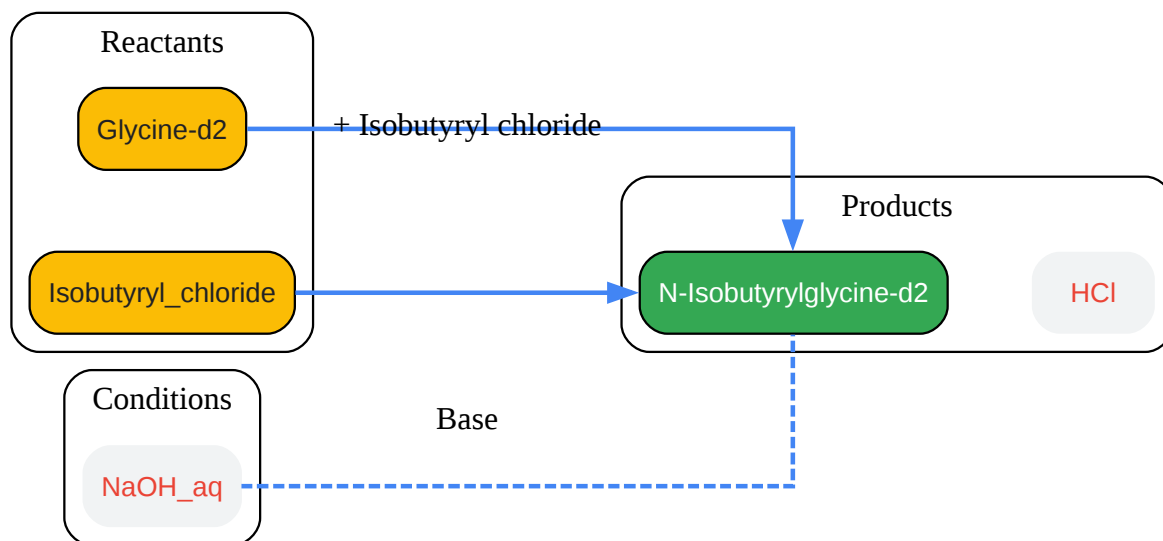 Reactants
Glycine-d2
+ Isobutyryl chloride
Isobutyryl_chloride
Products
N-Isobutyrylglycine-d2
HCl
Conditions
Base
NaOH_aq